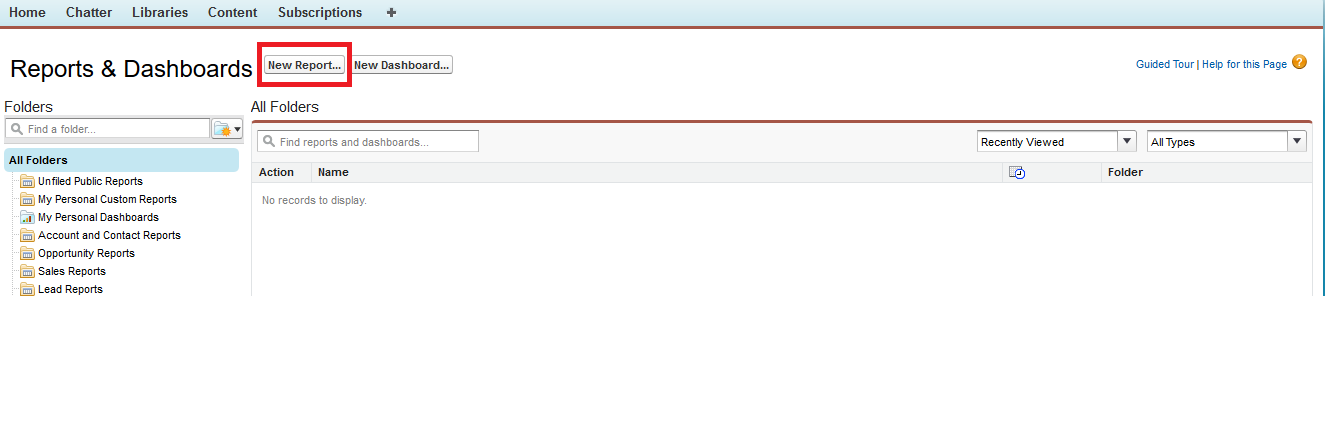 Home Chatter Libraries Content Subscriptions +
Reports & Dashboards New Report... New Dashboard... Guided Tour | Help for this Page ?
Folders
Find a folder...
All Folders
Unfiled Public Reports
My Personal Custom Reports
My Personal Dashboards
Account and Contact Reports
Opportunity Reports
Sales Reports
Lead Reports
All Folders
Find reports and dashboards... Recently Viewed All Types
Action Name Folder
No records to display.